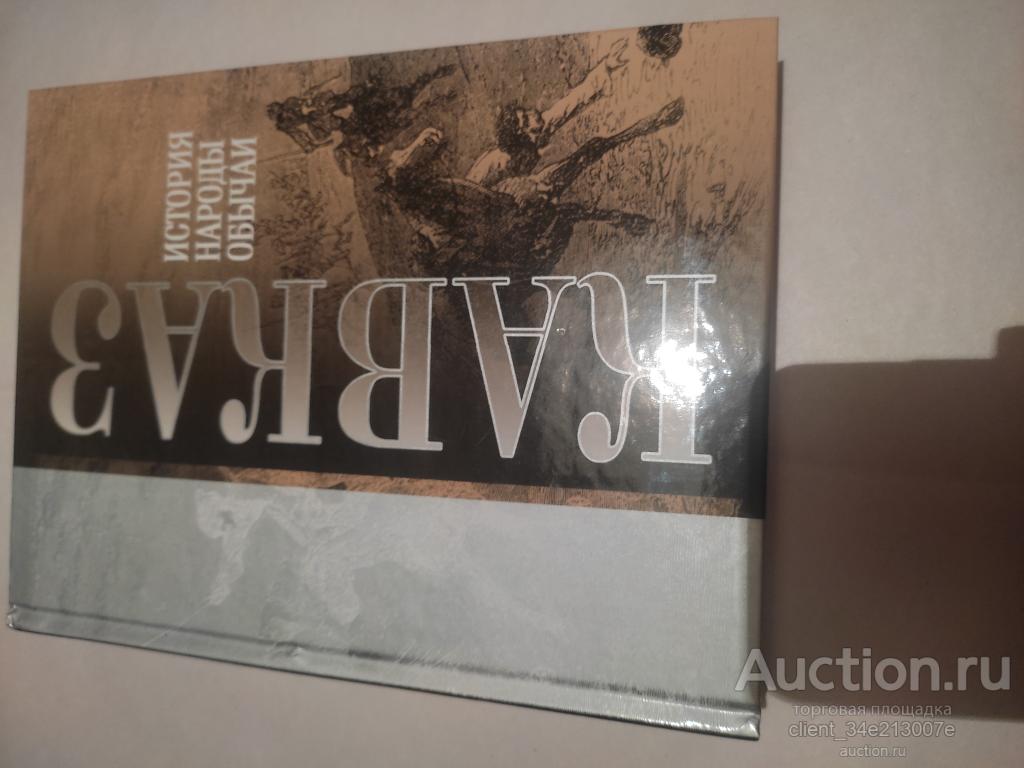 КАВКАЗ
ИСТОРИЯ
НАРОДЫ
ОБЫЧАИ
Auction.ru
торговая площадка
client_34e213007e
auction.ru